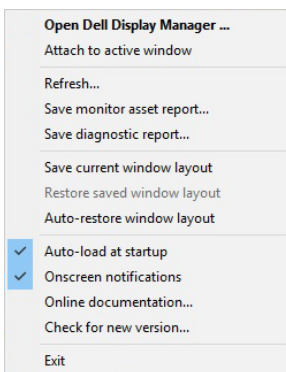 Open Dell Display Manager ...
Attach to active window
Refresh...
Save monitor asset report...
Save diagnostic report...
Save current window layout
Restore saved window layout
Auto-restore window layout
Auto-load at startup
Onscreen notifications
Online documentation...
Check for new version...
Exit